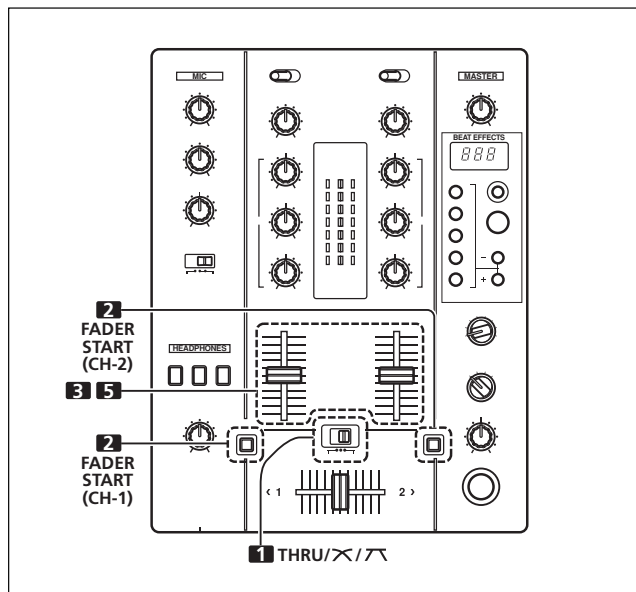 MIC
MASTER
BEAT EFFECTS
888
–
+
2
FADER
START
(CH-2)
HEADPHONES
3 5
2
FADER
START
(CH-1)
‹ 1
2 ›
1 THRU/